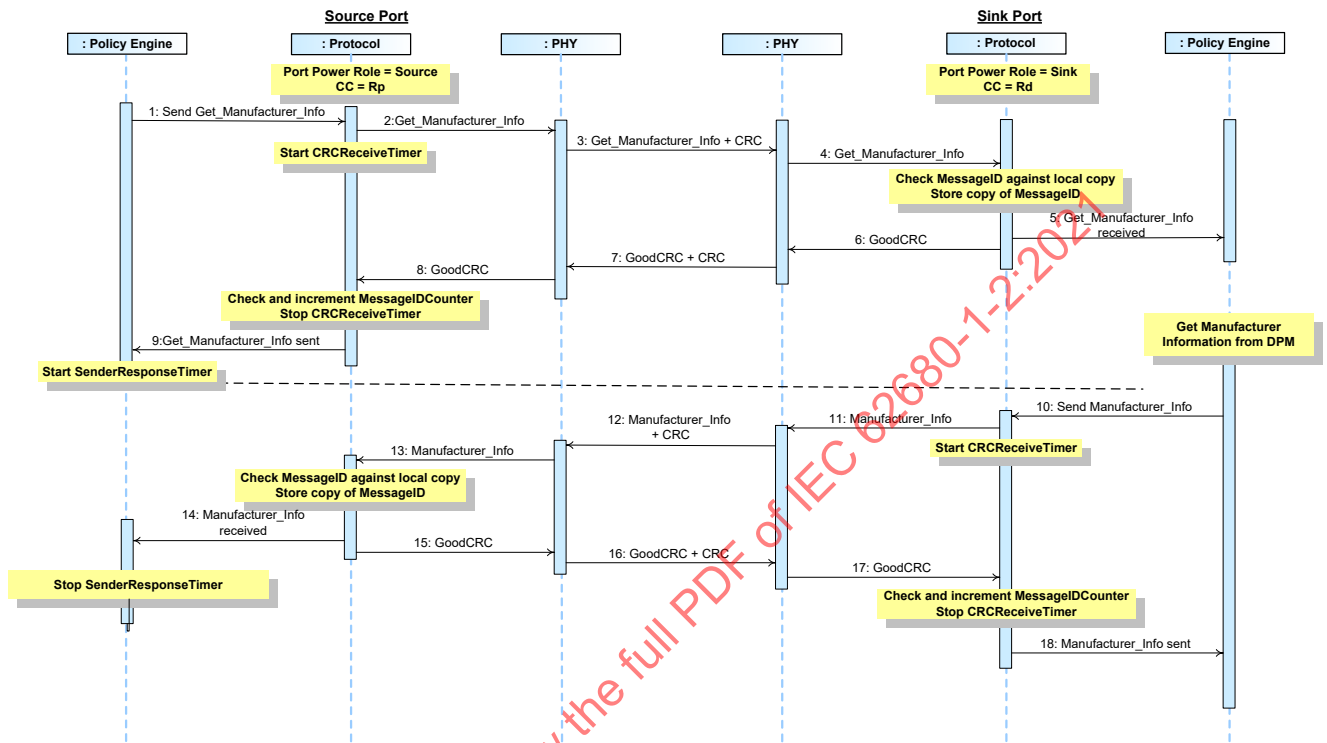 Source Port
Sink Port
: Policy Engine
: Protocol
: PHY
: PHY
: Protocol
: Policy Engine
Port Power Role = Source
CC = Rp
Port Power Role = Sink
CC = Rd
1: Send Get_Manufacturer_Info
2:Get_Manufacturer_Info
Start CRCReceiveTimer
3: Get_Manufacturer_Info + CRC
4: Get_Manufacturer_Info
Check MessageID against local copy
Store copy of MessageID
5: Get_Manufacturer_Info
received
6: GoodCRC
7: GoodCRC + CRC
8: GoodCRC
Check and increment MessageIDCounter
Stop CRCReceiveTimer
9:Get_Manufacturer_Info sent
Start SenderResponseTimer
Get Manufacturer
Information from DPM
10: Send Manufacturer_Info
11: Manufacturer_Info
Start CRCReceiveTimer
12: Manufacturer_Info
+ CRC
13: Manufacturer_Info
Check MessageID against local copy
Store copy of MessageID
14: Manufacturer_Info
received
15: GoodCRC
16: GoodCRC + CRC
17: GoodCRC
Stop SenderResponseTimer
Check and increment MessageIDCounter
Stop CRCReceiveTimer
18: Manufacturer_Info sent
the full PDF of IEC 62680-1-2:2021